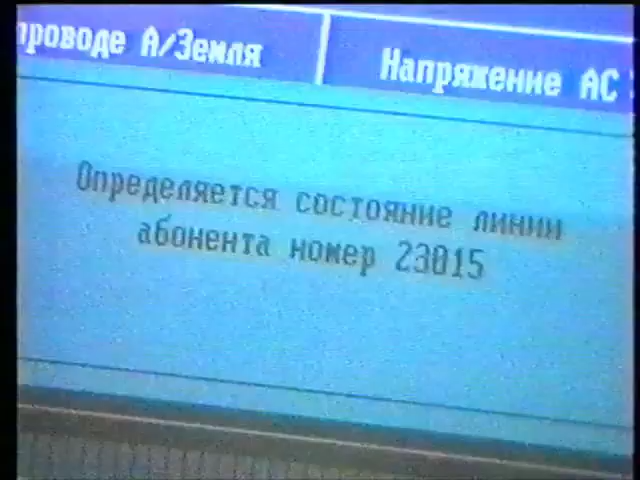 проводе А/Земля
Напряжение АС
Определяется состояние линии
абонента номер 23015